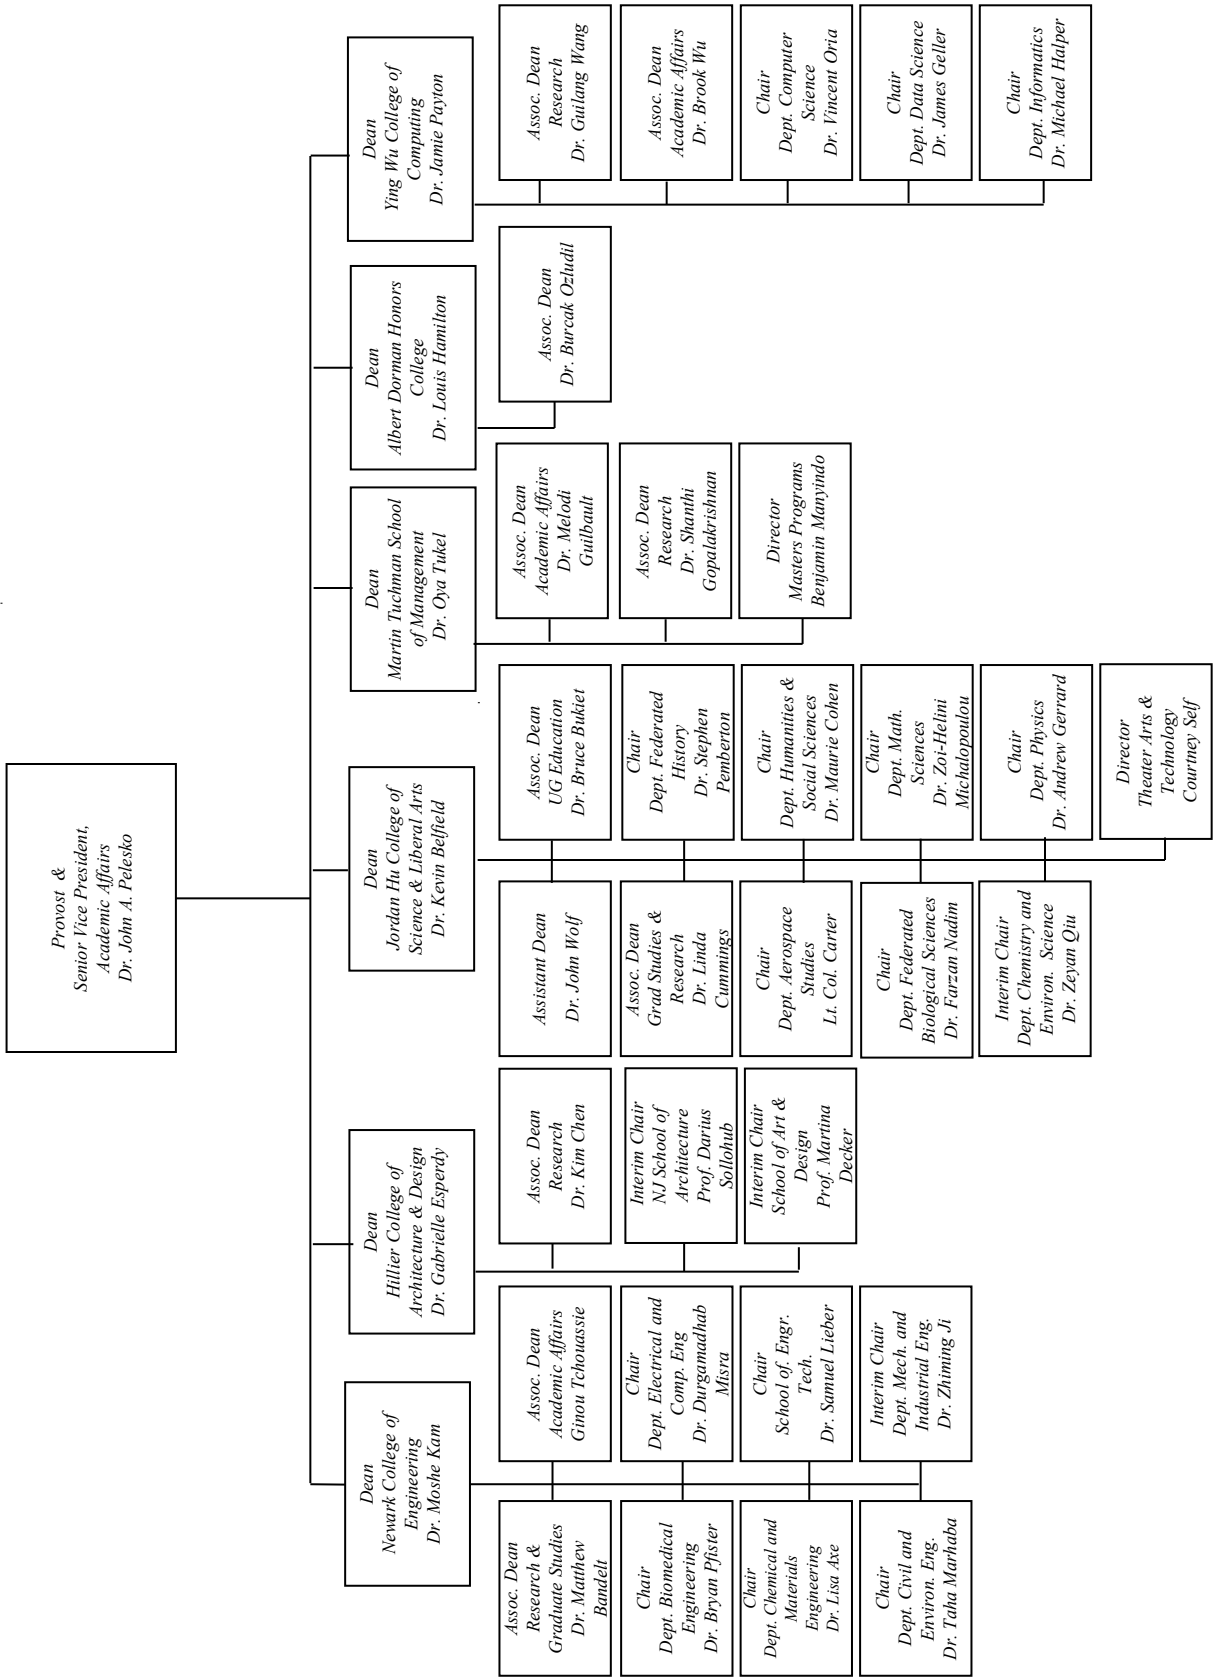 Provost &
Senior Vice President,
Academic Affairs
Dr. John A. Pelesko
Dean
Newark College of
Engineering
Dr. Moshe Kam
Dean
Hillier College of
Architecture & Design
Dr. Gabrielle Esperdy
Dean
Jordan Hu College of
Science & Liberal Arts
Dr. Kevin Belfield
Dean
Martin Tuchman School
of Management
Dr. Oya Tukel
Dean
Albert Dorman Honors
College
Dr. Louis Hamilton
Dean
Ying Wu College of
Computing
Dr. Jamie Payton
Assoc. Dean
Research &
Graduate Studies
Dr. Matthew
Bandelt
Assoc. Dean
Academic Affairs
Ginou Tchouassie
Chair
Dept. Biomedical
Engineering
Dr. Bryan Pfister
Chair
Dept. Electrical and
Comp. Eng
Dr. Durgamadhab
Misra
Chair
Dept. Chemical and
Materials
Engineering
Dr. Lisa Axe
Chair
School of. Engr.
Tech.
Dr. Samuel Lieber
Chair
Dept. Civil and
Environ. Eng.
Dr. Taha Marhaba
Interim Chair
Dept. Mech. and
Industrial Eng.
Dr. Zhiming Ji
Assoc. Dean
Research
Dr. Kim Chen
Interim Chair
NJ School of
Architecture
Prof. Darius
Sollohub
Interim Chair
School of Art &
Design
Prof. Martina
Decker
Assistant Dean
Dr. John Wolf
Assoc. Dean
UG Education
Dr. Bruce Bukiet
Assoc. Dean
Grad Studies &
Research
Dr. Linda
Cummings
Chair
Dept. Federated
History
Dr. Stephen
Pemberton
Chair
Dept. Aerospace
Studies
Lt. Col. Carter
Chair
Dept. Humanities &
Social Sciences
Dr. Maurie Cohen
Chair
Dept. Federated
Biological Sciences
Dr. Farzan Nadim
Chair
Dept. Math.
Sciences
Dr. Zoi-Helini
Michalopoulou
Interim Chair
Dept. Chemistry and
Environ. Science
Dr. Zeyan Qiu
Chair
Dept. Physics
Dr. Andrew Gerrard
Director
Theater Arts &
Technology
Courtney Self
Assoc. Dean
Academic Affairs
Dr. Melodi
Guilbault
Assoc. Dean
Research
Dr. Shanthi
Gopalakrishnan
Director
Masters Programs
Benjamin Manyindo
Assoc. Dean
Dr. Burcak Ozludil
Assoc. Dean
Research
Dr. Guilang Wang
Assoc. Dean
Academic Affairs
Dr. Brook Wu
Chair
Dept. Computer
Science
Dr. Vincent Oria
Chair
Dept. Data Science
Dr. James Geller
Chair
Dept. Informatics
Dr. Michael Halper